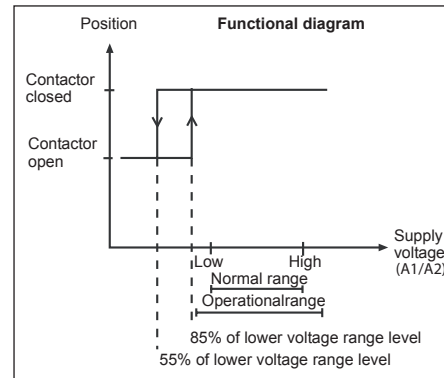 Position
Functional diagram
Contactor
closed
Contactor
open
Supply
voltage
(A1/A2)
Low
High
Normal range
Operationalrange
85% of lower voltage range level
55% of lower voltage range level